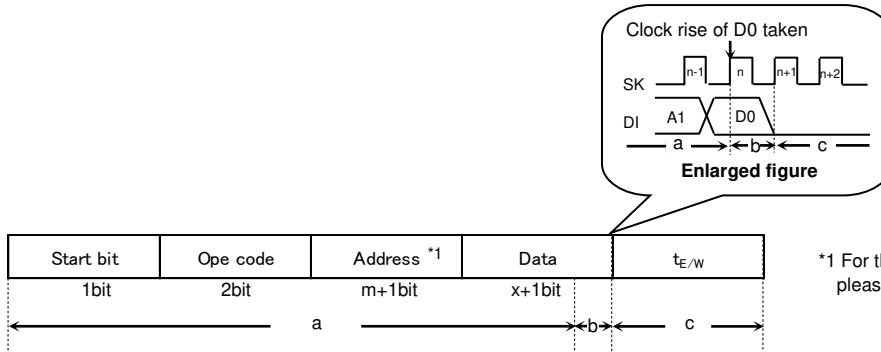 Clock rise of D0 taken
SK
n-1
n
n+1
n+2
DI
A1
D0
a
b
c
Enlarged figure
Start bit
Ope code
Address *1
Data
tE/W
*1 For th
1bit
2bit
m+1bit
x+1bit
pleas
a
b
c